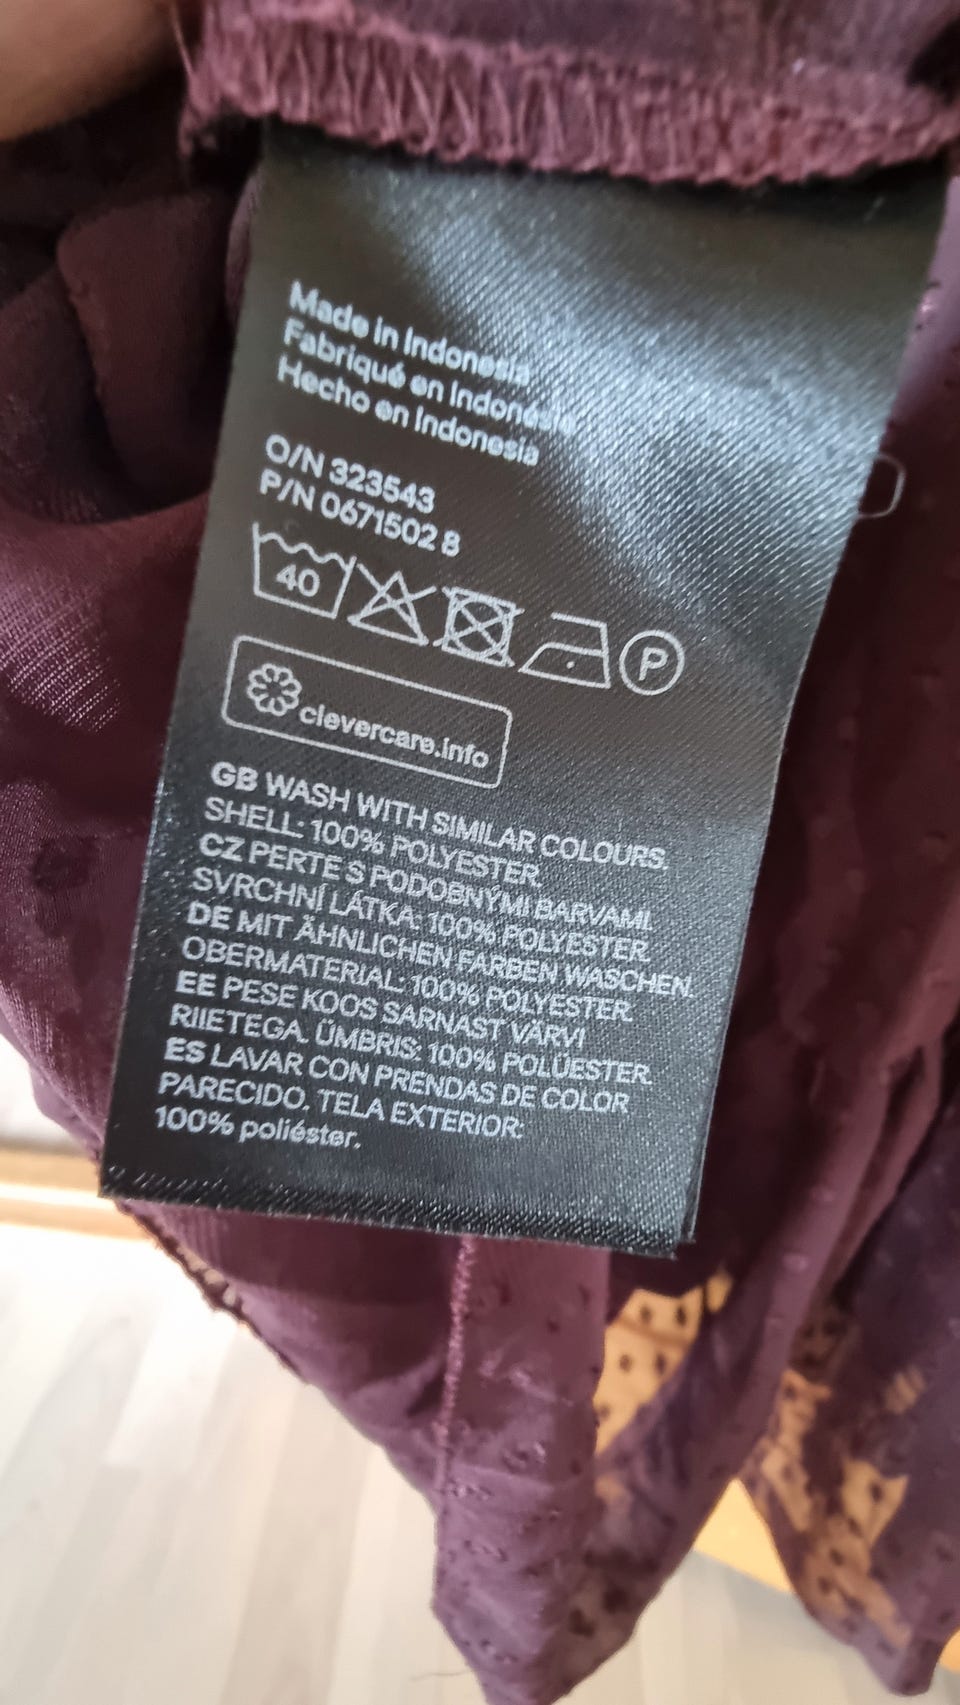 Made in Indonesia
Fabriqué en Indonésie
Hecho en Indonesia
O/N 323543
P/N 0671502 8
40
P
clevercare.info
GB WASH WITH SIMILAR COLOURS.
SHELL: 100% POLYESTER.
CZ PERTE S PODOBNÝMI BARVAMI.
SVRCHNÍ LÁTKA: 100% POLYESTER.
DE MIT ÄHNLICHEN FARBEN WASCHEN.
OBERMATERIAL: 100% POLYESTER.
EE PESE KOOS SARNAST VÄRVI
RIIETEGA. ÜMBRIS: 100% POLÜESTER.
ES LAVAR CON PRENDAS DE COLOR
PARECIDO. TELA EXTERIOR:
100% poliéster.